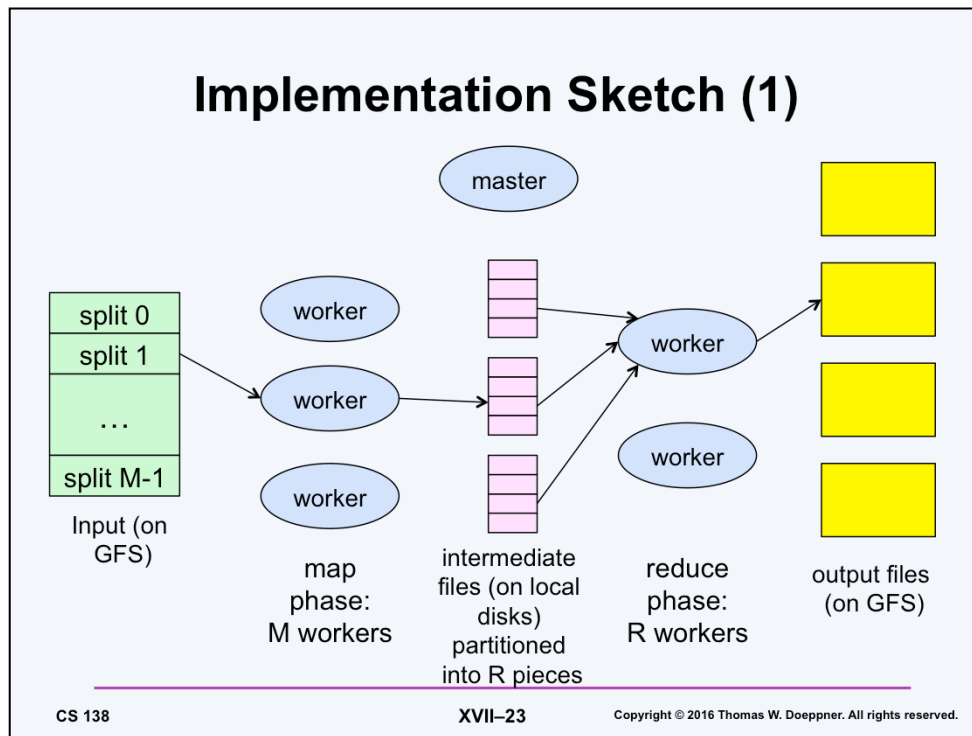 Implementation Sketch (1)
master
split 0
split 1
...
split M-1
Input (on
GFS)
worker
worker
worker
map
phase:
M workers
intermediate
files (on local
disks)
partitioned
into R pieces
worker
worker
reduce
phase:
R workers
output files
(on GFS)
CS 138
XVII–23
Copyright © 2016 Thomas W. Doeppner. All rights reserved.